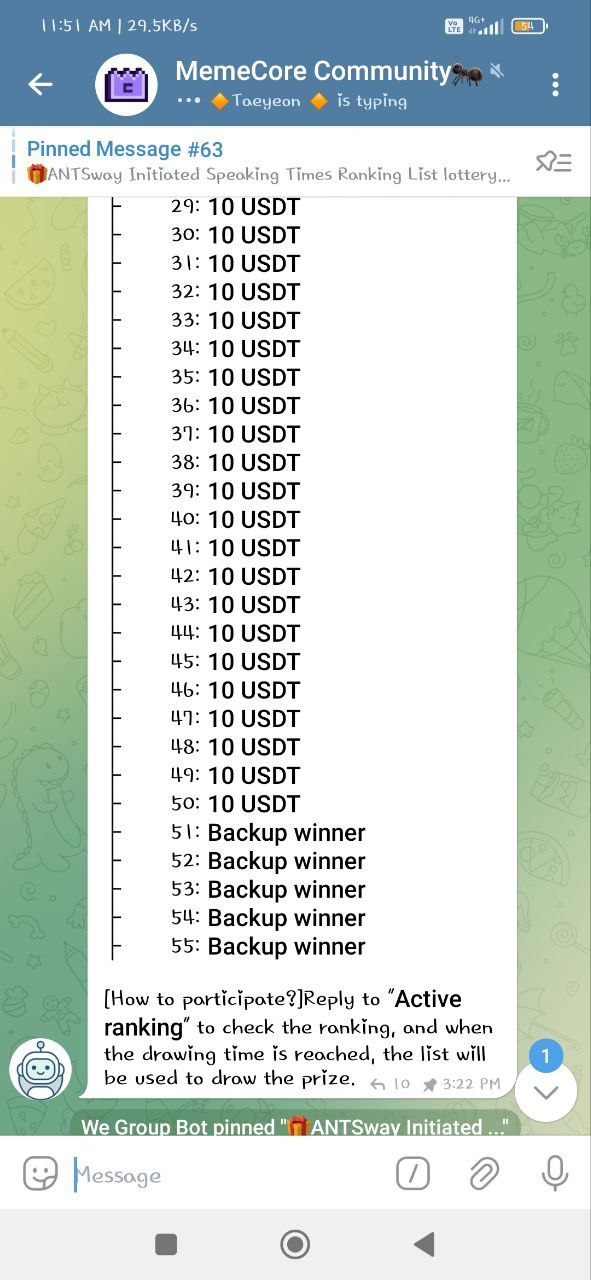 11:51 AM | 29.5KB/s
Vo LTE 4G+ 54
MemeCore Community🐜
🔶Taeyeon 🔶 is typing
Pinned Message #63
🎁ANTSway Initiated Speaking Times Ranking List lottery...
29: 10 USDT
30: 10 USDT
31: 10 USDT
32: 10 USDT
33: 10 USDT
34: 10 USDT
35: 10 USDT
36: 10 USDT
37: 10 USDT
38: 10 USDT
39: 10 USDT
40: 10 USDT
41: 10 USDT
42: 10 USDT
43: 10 USDT
44: 10 USDT
45: 10 USDT
46: 10 USDT
47: 10 USDT
48: 10 USDT
49: 10 USDT
50: 10 USDT
51: Backup winner
52: Backup winner
53: Backup winner
54: Backup winner
55: Backup winner
[How to participate?]Reply to "Active
ranking" to check the ranking, and when
the drawing time is reached, the list will
be used to draw the prize.
10 3:22 PM
1
We Group Bot pinned "🎁ANTSway Initiated ..."
Message